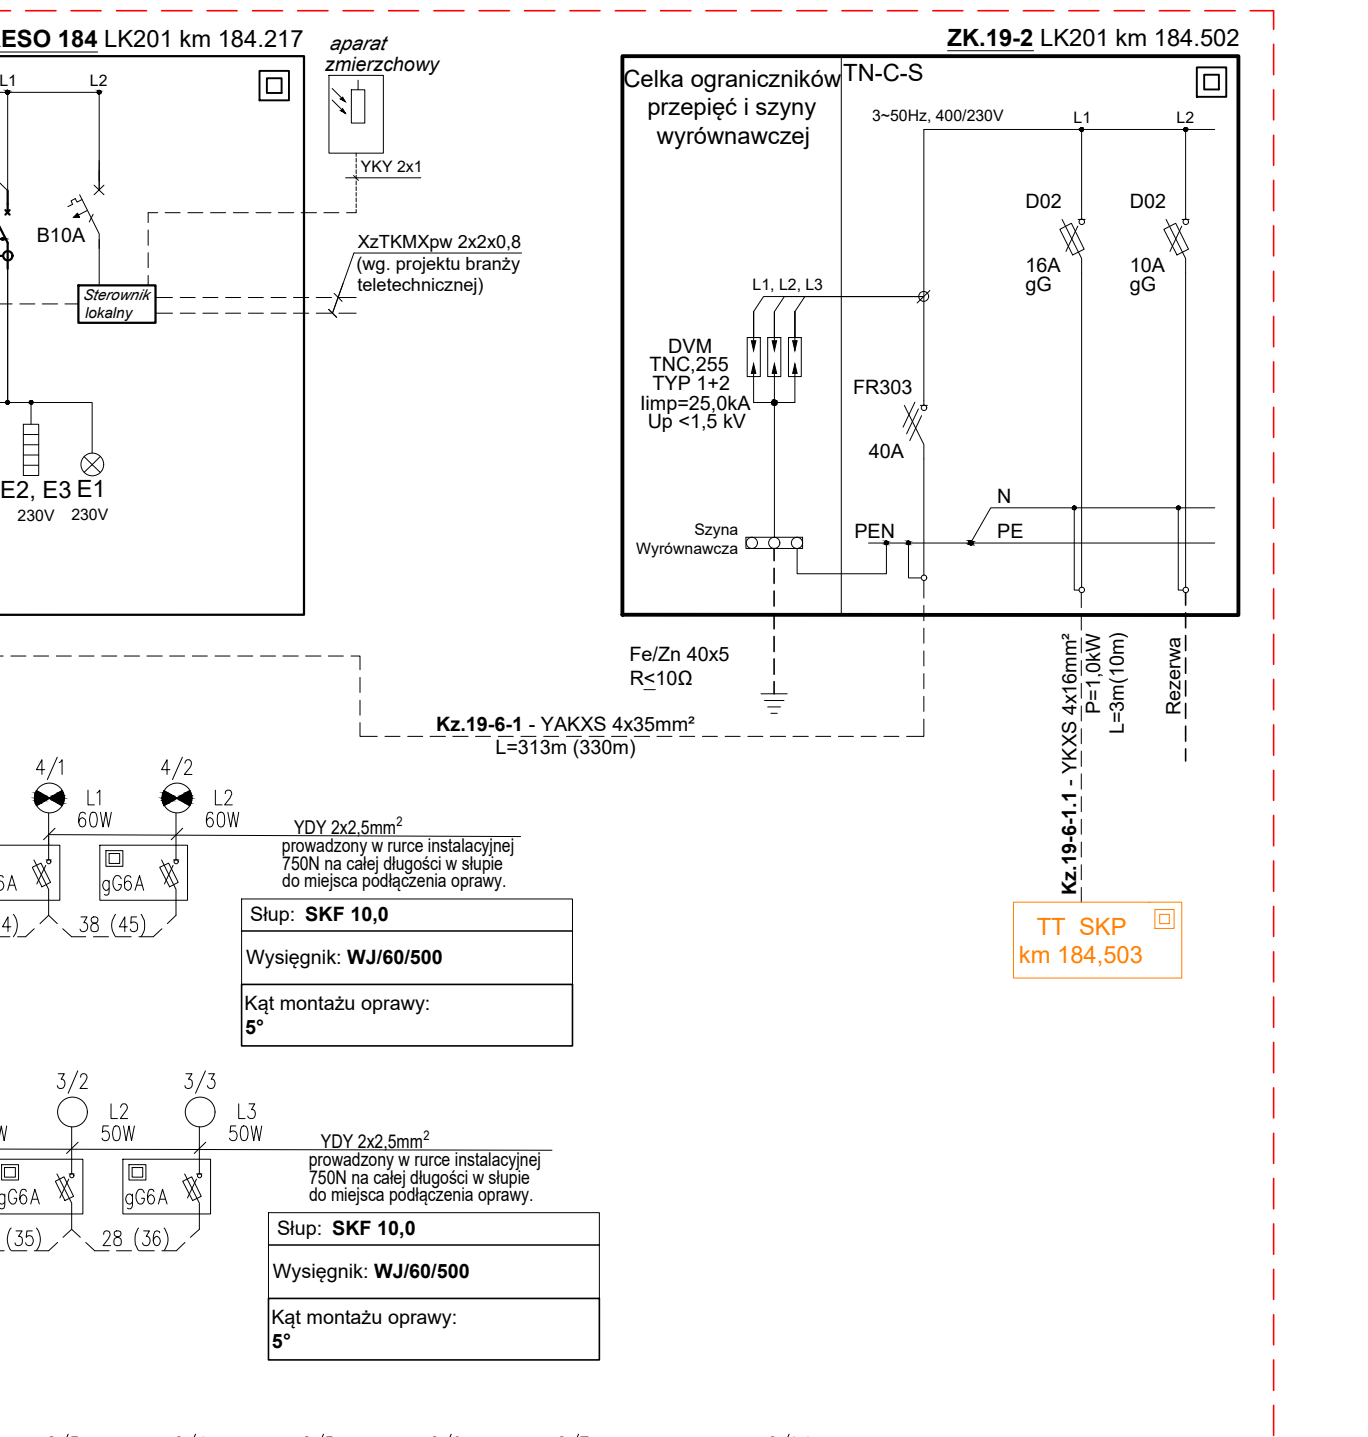 ESO 184 LK201 km 184.217
L1
L2
B10A
Sterownik
lokalny
E2, E3 E1
230V 230V
aparat
zmierzchowy
YKY 2x1
XzTKMXpw 2x2x0,8
(wg. projektu branży
teletechnicznej)
ZK.19-2 LK201 km 184.502
Celka ograniczników
przepięć i szyny
wyrównawczej
TN-C-S
3~50Hz, 400/230V
L1
L2
D02
16A
gG
D02
10A
gG
L1, L2, L3
DVM
TNC,255
TYP 1+2
Iimp=25,0kA
Up <1,5 kV
FR303
40A
Szyna
Wyrównawcza
PEN
N
PE
Fe/Zn 40x5
R≤10Ω
Kz.19-6-1 - YAKXS 4x35mm²
L=313m (330m)
Kz.19-6-1.1 - YKXS 4x16mm²
P=1,0kW
L=3m(10m)
Rezerwa
TT SKP
km 184,503
4/1
L1
60W
4/2
L2
60W
6A
gG6A
4)
38 (45)
YDY 2x2,5mm²
prowadzony w rurce instalacyjnej
750N na całej długości w słupie
do miejsca podłączenia oprawy.
Słup: SKF 10,0
Wysięgnik: WJ/60/500
Kąt montażu oprawy:
5°
W
3/2
L2
50W
3/3
L3
50W
gG6A
gG6A
(35)
28 (36)
YDY 2x2,5mm²
prowadzony w rurce instalacyjnej
750N na całej długości w słupie
do miejsca podłączenia oprawy.
Słup: SKF 10,0
Wysięgnik: WJ/60/500
Kąt montażu oprawy:
5°